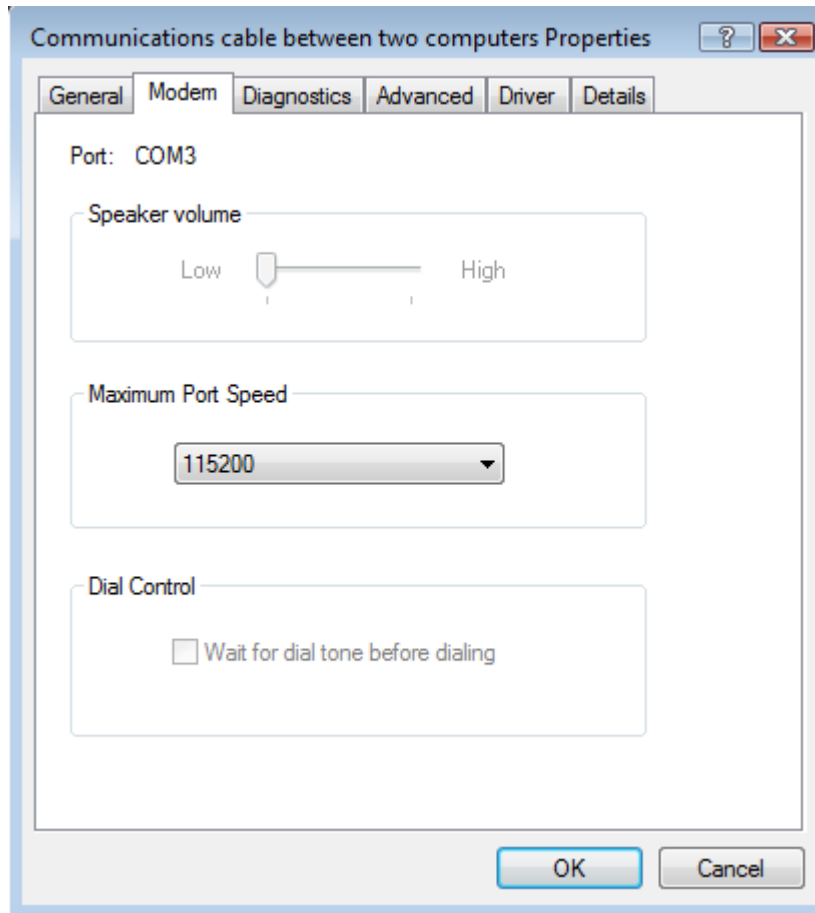 Communications cable between two computers Properties
General Modem Diagnostics Advanced Driver Details
Port: COM3
Speaker volume
Low High
Maximum Port Speed
115200
Dial Control
Wait for dial tone before dialing
OK Cancel